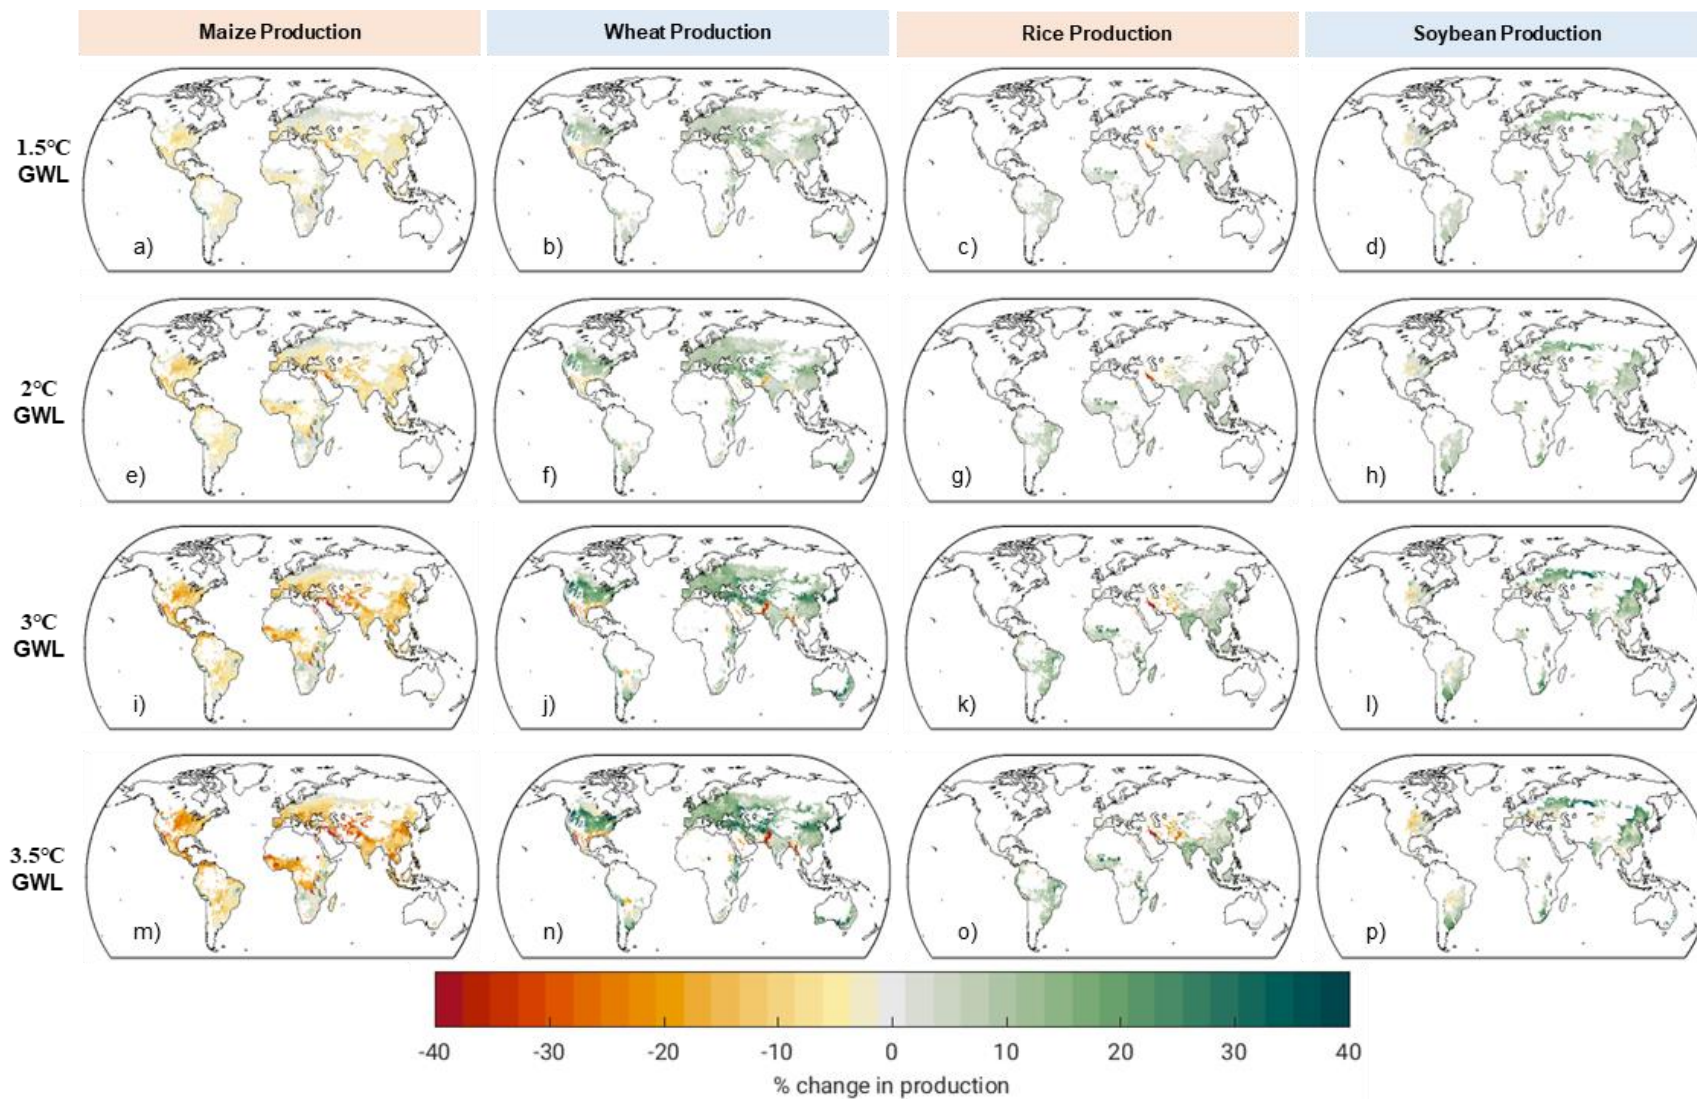 Maize Production
Wheat Production
Rice Production
Soybean Production
1.5°C
GWL
a)
b)
c)
d)
2°C
GWL
e)
f)
g)
h)
3°C
GWL
i)
j)
k)
l)
3.5°C
GWL
m)
n)
o)
p)
-40 -30 -20 -10 0 10 20 30 40
% change in production